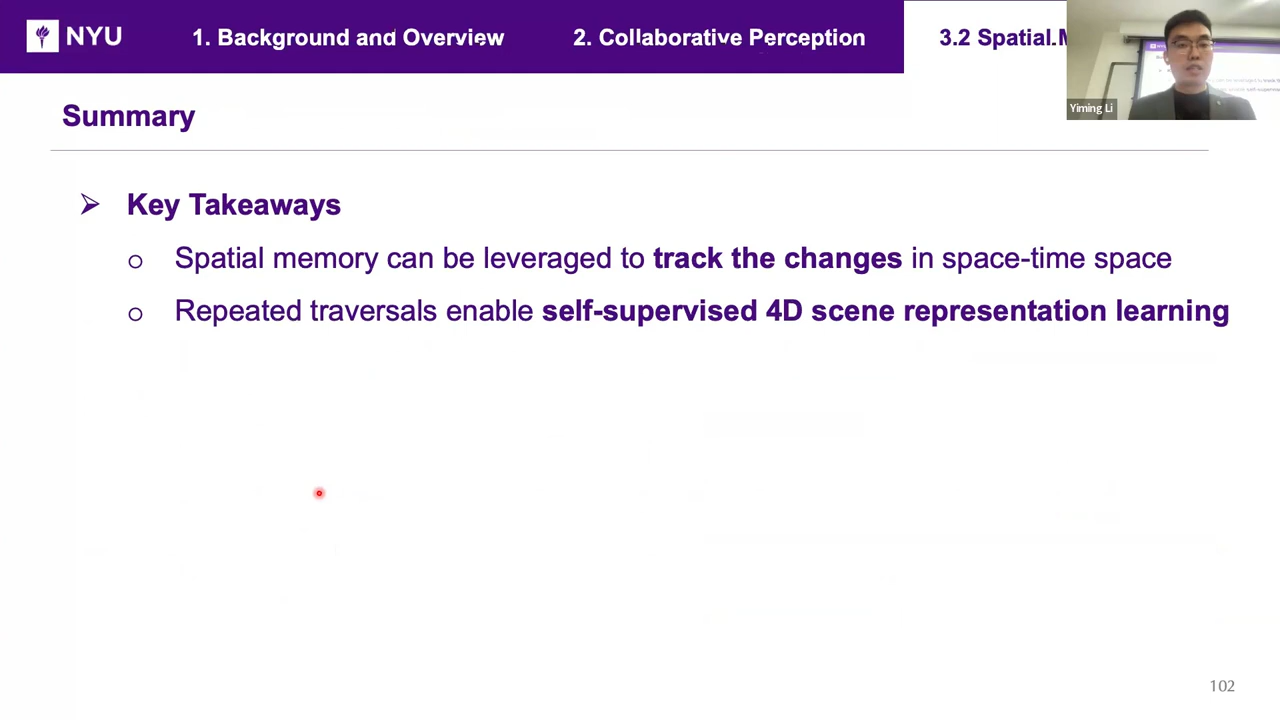 NYU
1. Background and Overview
2. Collaborative Perception
3.2 Spatial M
Yiming Li
Summary
Key Takeaways
Spatial memory can be leveraged to track the changes in space-time space
Repeated traversals enable self-supervised 4D scene representation learning
102